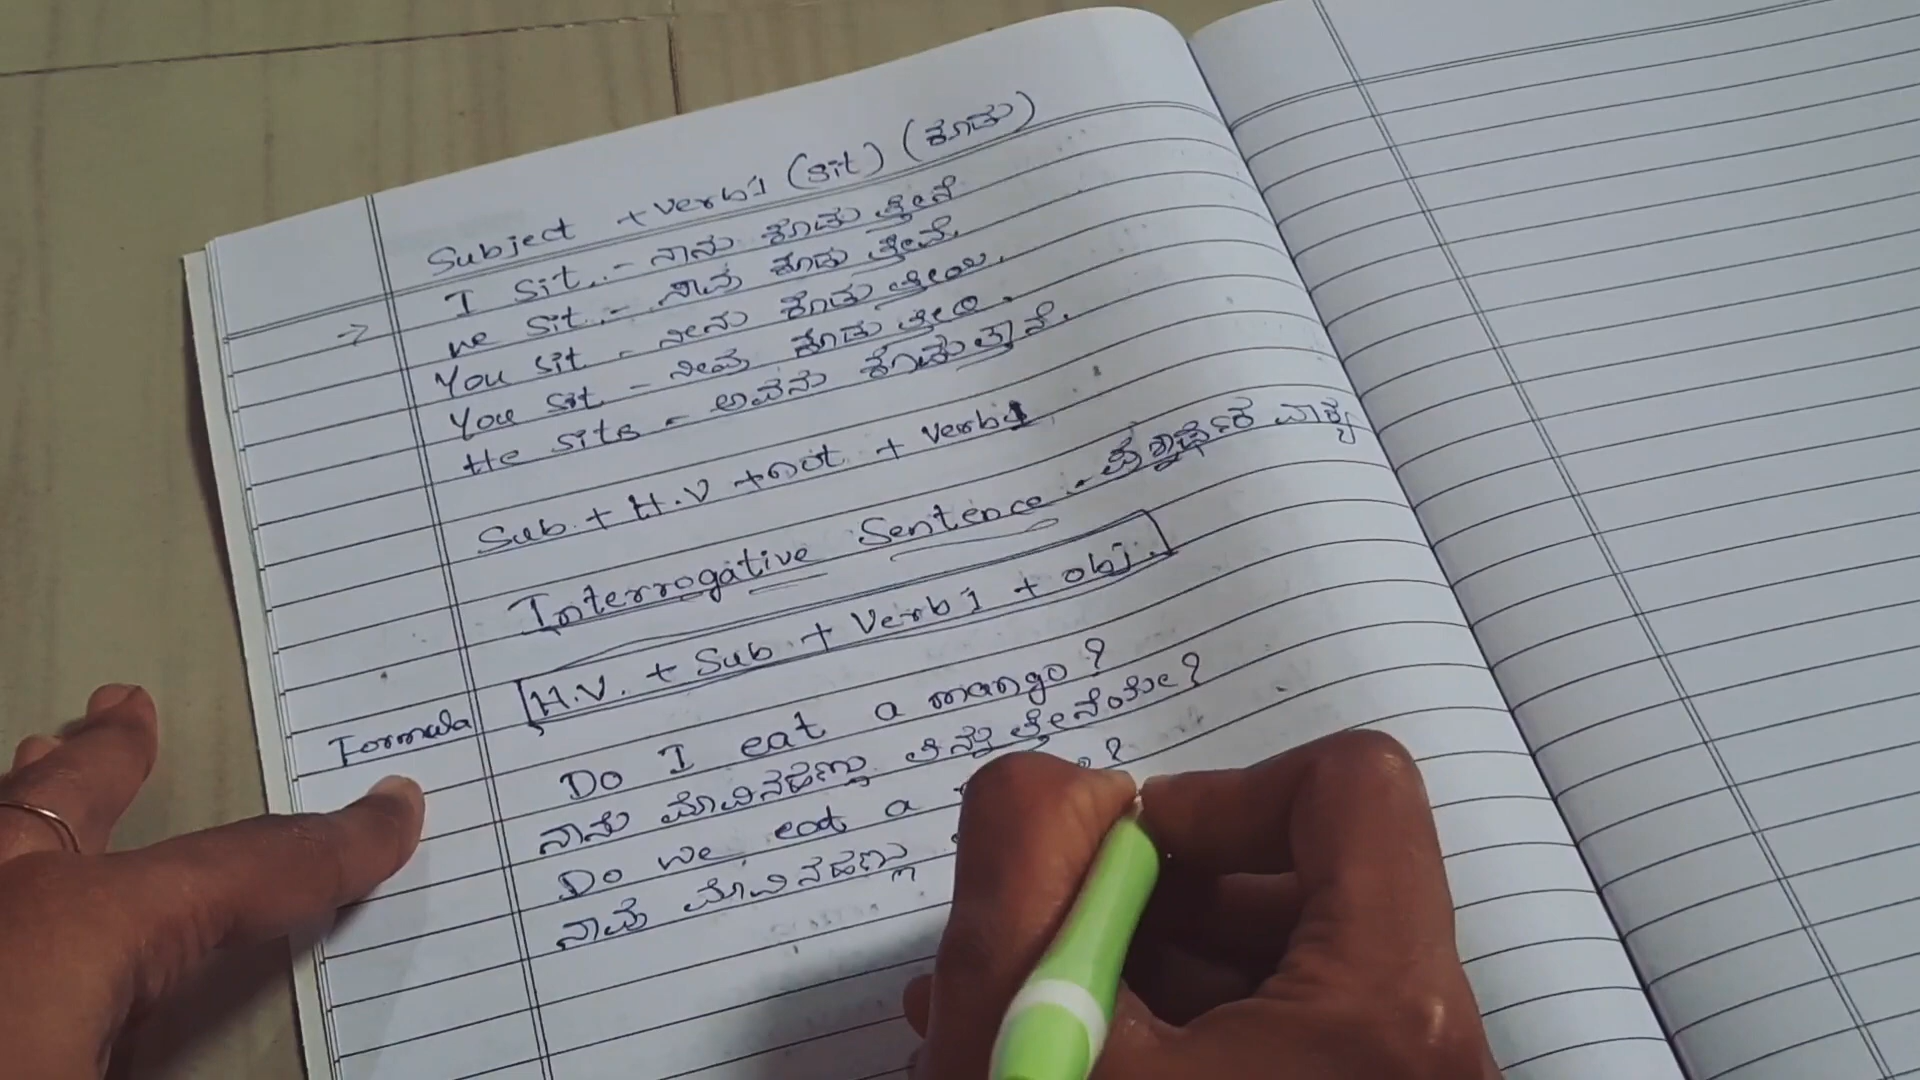 Subject + Verb1 (sit) (ಕೂಡು)
I sit. - ನಾನು ಕೂಡು ತ್ತೇನೆ
→ we sit. - ನಾವು ಕೂಡು ತ್ತೇವೆ.
You sit - ನೀನು ಕೂಡು ತ್ತೀಯ.
You sit - ನೀವು ಕೂಡು ತ್ತೀರಿ.
He sits - ಅವನು ಕೂಡುತ್ತಾನೆ.
Sub + H.V + not + Verb1
Interrogative Sentence - ಪ್ರಶ್ನಾರ್ಥಕ ವಾಕ್ಯ
Formula [H.V. + Sub + Verb1 + obj.]
Do I eat a mango?
ನಾನು ಮಾವಿನಹಣ್ಣು ತಿನ್ನುತ್ತೇನೆಂತೋ?
Do we eat a ?
ನಾವು ಮಾವಿನಹಣ್ಣು